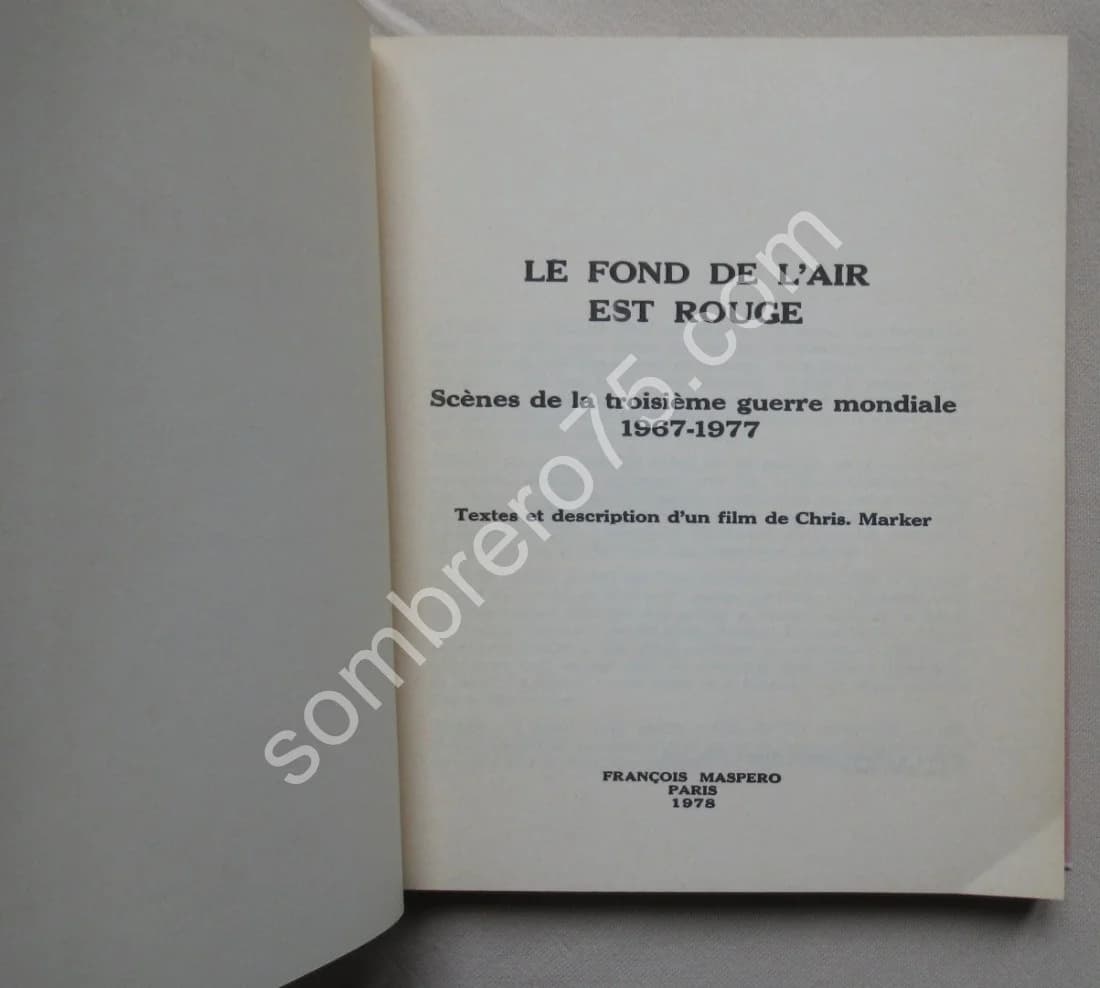 LE FOND DE L'AIR
EST ROUGE
Scènes de la troisième guerre mondiale
1967-1977
Textes et description d'un film de Chris. Marker
FRANÇOIS MASPERO
PARIS
1978
sombrero75.com